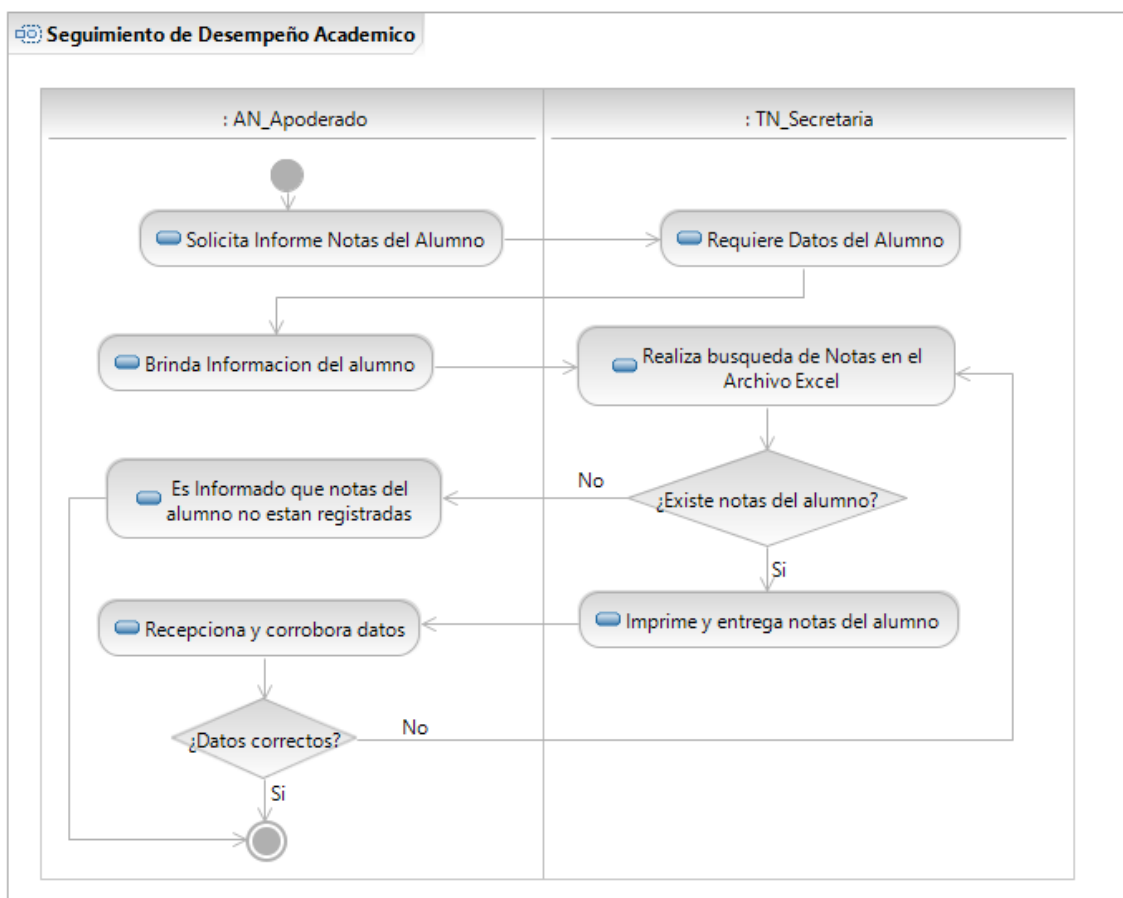 Seguimiento de Desempeño Academico
: AN_Apoderado
: TN_Secretaria
Solicita Informe Notas del Alumno
Requiere Datos del Alumno
Brinda Informacion del alumno
Realiza busqueda de Notas en el
Archivo Excel
Es Informado que notas del
alumno no estan registradas
No
¿Existe notas del alumno?
Si
Recepciona y corrobora datos
Imprime y entrega notas del alumno
¿Datos correctos?
No
Si